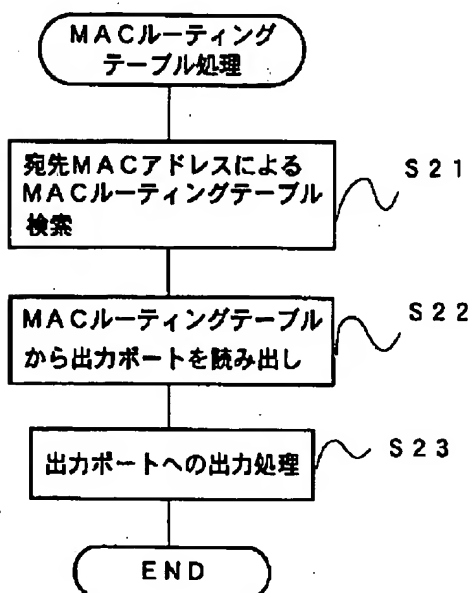 MACルーティング
テーブル処理
宛先MACアドレスによる
MACルーティングテーブル
検索
S21
MACルーティングテーブル
から出力ポートを読み出し
S22
出力ポートへの出力処理
S23
END